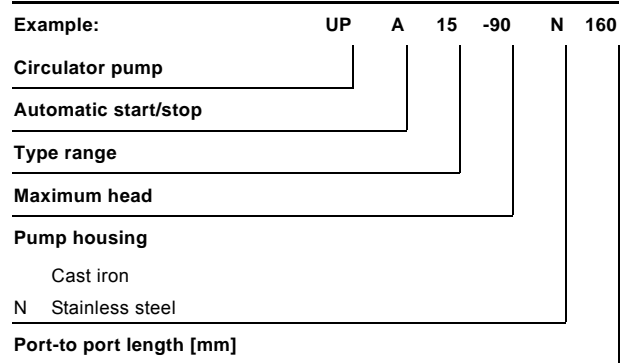 Example: UP A 15 -90 N 160
Circulator pump
Automatic start/stop
Type range
Maximum head
Pump housing
Cast iron
N Stainless steel
Port-to port length [mm]